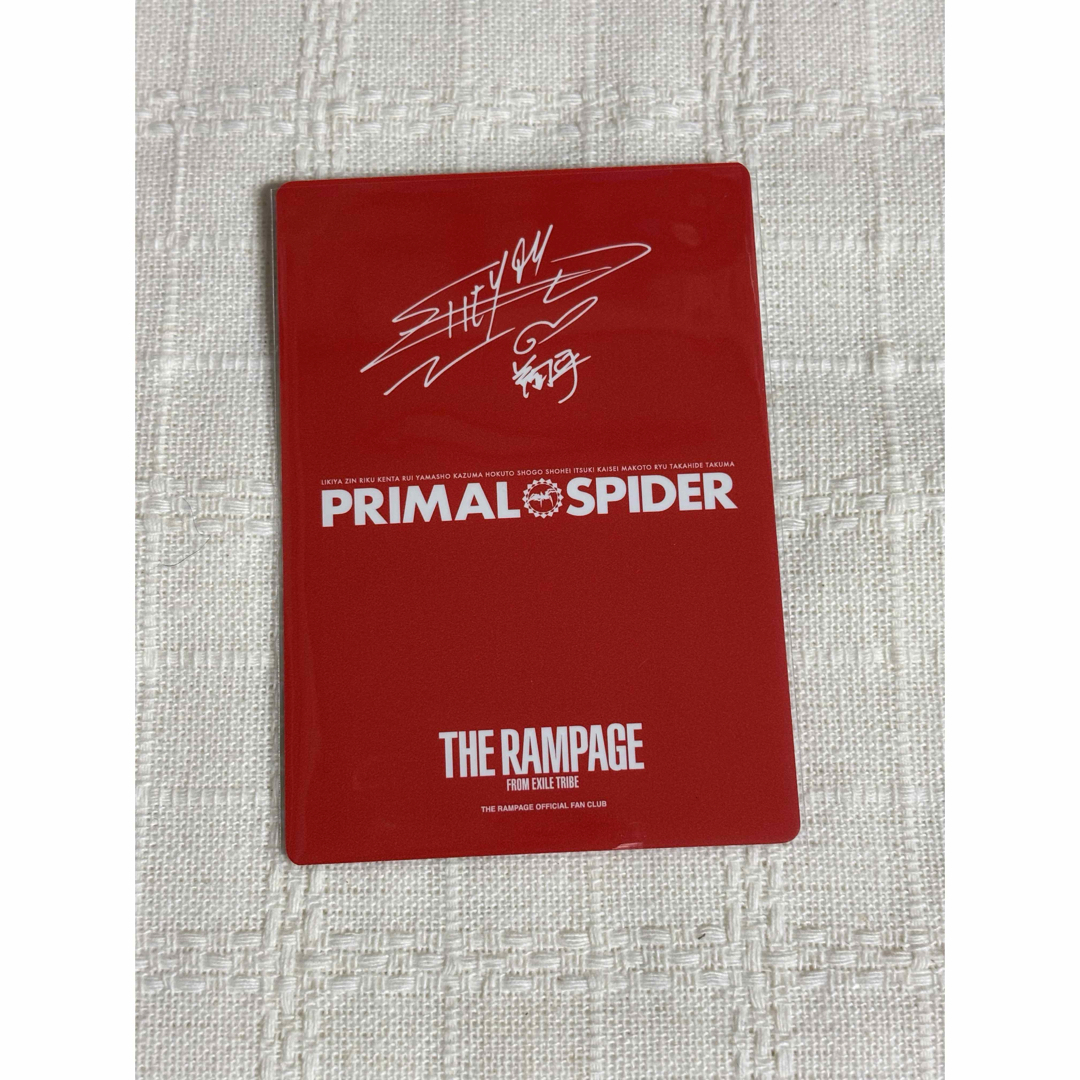 LIKIYA ZIN RIKU KENTA RUI YAMASHO KAZUMA HOKUTO SHOGO SHOHEI ITSUKI KAISEI MAKOTO RYU TAKAHIDE TAKUMA
PRIMAL SPIDER
THE RAMPAGE
FROM EXILE TRIBE
THE RAMPAGE OFFICIAL FAN CLUB